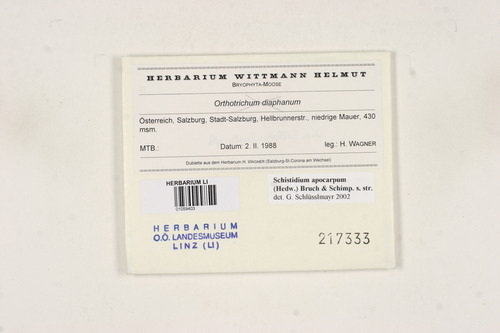 HERBARIUM WITTMANN HELMUT
BRYOPHYTA-MOOSE
Orthotrichum diaphanum
Österreich, Salzburg, Stadt-Salzburg, Hellbrunnerstr., niedrige Mauer, 430
msm.
MTB.: Datum: 2. II. 1988 leg.: H. WAGNER
Dublette aus dem Herbarium H. WAGNER (Salzburg-St.Corona am Wechsel)
HERBARIUM LI
01059403
Schistidium apocarpum
(Hedw.) Bruch & Schimp. s. str.
det. G. Schlüsslmayr 2002
HERBARIUM
O.Ö. LANDESMUSEUM
LINZ (LI)
217333